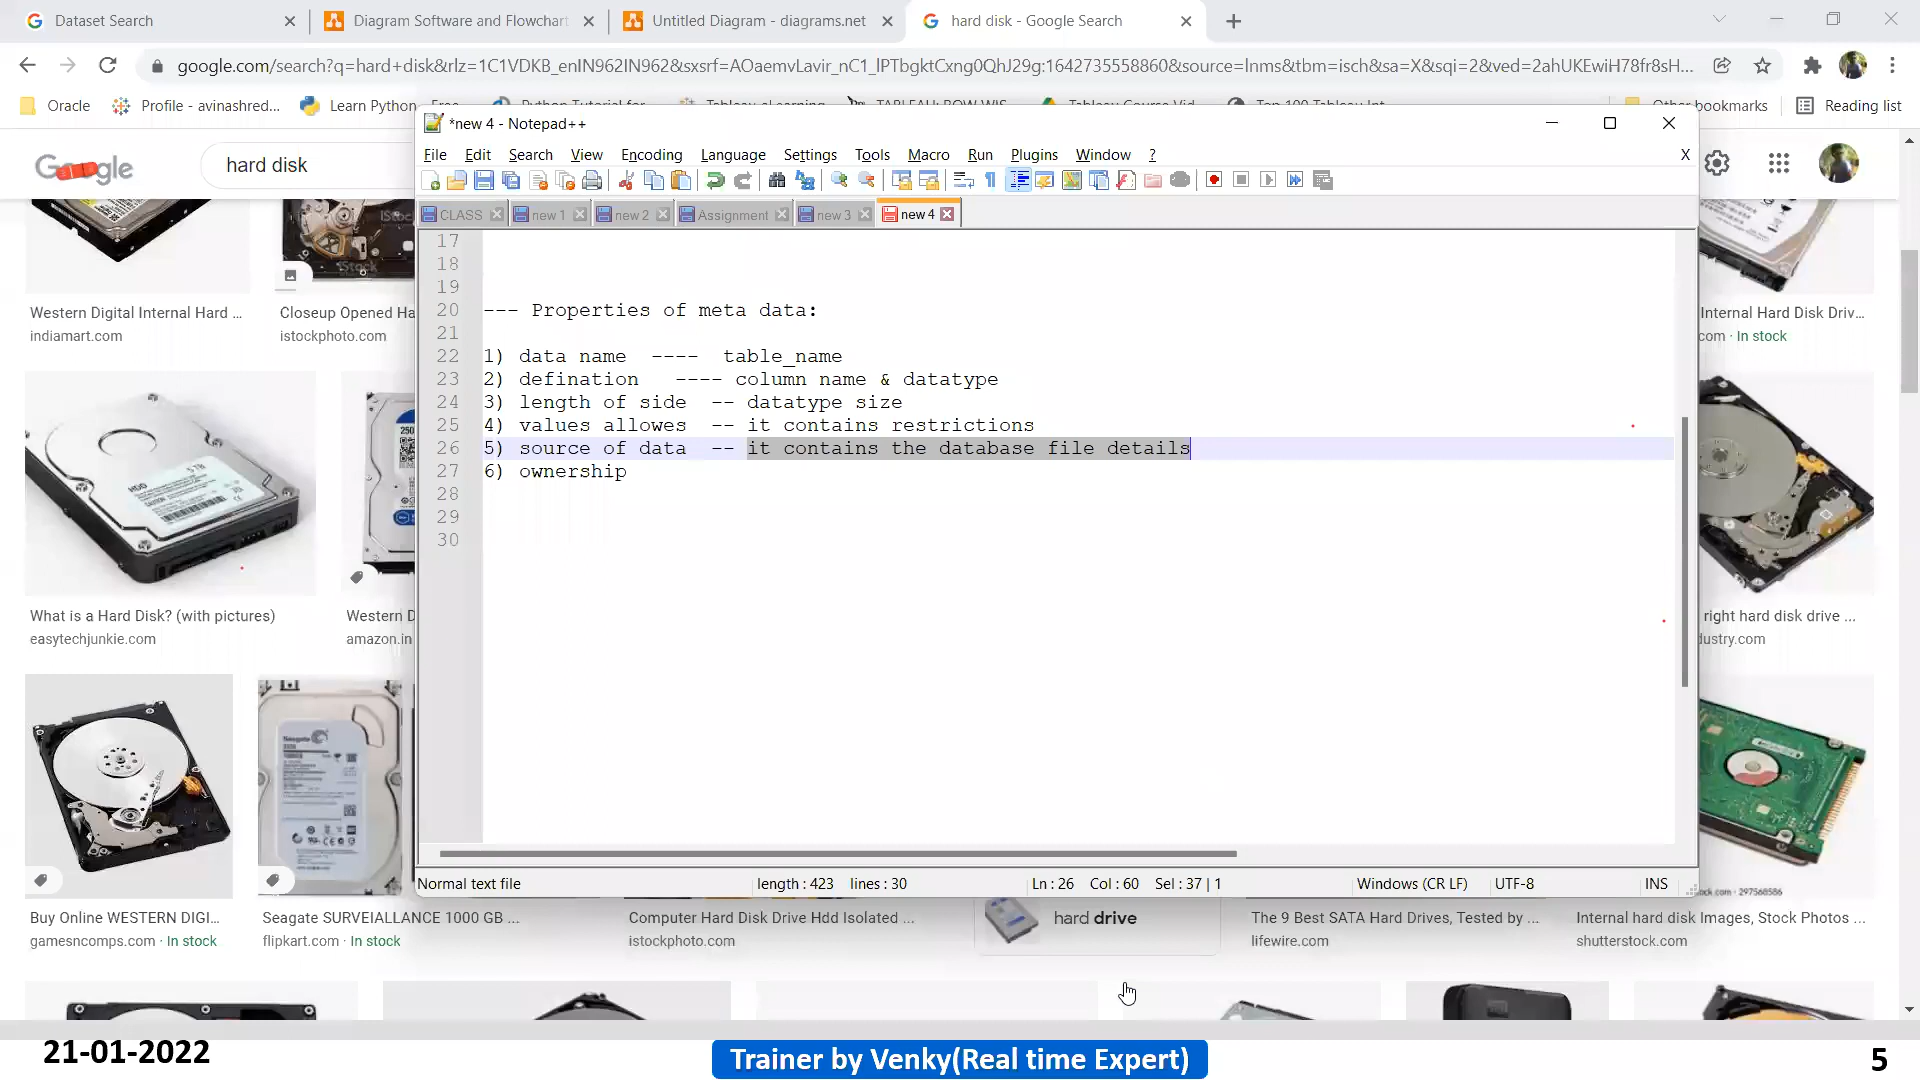 Dataset Search
Diagram Software and Flowchart
Untitled Diagram - diagrams.net
hard disk - Google Search
google.com/search?q=hard+disk&rlz=1C1VDKB_enIN962IN962&sxsrf=AOaemvLavir_nC1_lPTbgktCxng0QhJ29g:1642735558860&source=lnms&tbm=isch&sa=X&sqi=2&ved=2ahUKEwiH78fr8sH...
Oracle
Profile - avinashred...
Learn Python
Other bookmarks
Reading list
Google
hard disk
*new 4 - Notepad++
File Edit Search View Encoding Language Settings Tools Macro Run Plugins Window ?
X
CLASS new 1 new 2 Assignment new 3 new 4
17
18
19
20 --- Properties of meta data:
21
22 1) data name ---- table_name
23 2) defination ---- column name & datatype
24 3) length of side -- datatype size
25 4) values allowes -- it contains restrictions
26 5) source of data -- it contains the database file details
27 6) ownership
28
29
30
Normal text file
length : 423 lines : 30
Ln : 26 Col : 60 Sel : 37 | 1
Windows (CR LF)
UTF-8
INS
Western Digital Internal Hard ...
indiamart.com
Closeup Opened Ha
istockphoto.com
Internal Hard Disk Driv...
com · In stock
What is a Hard Disk? (with pictures)
easytechjunkie.com
Western D
amazon.in
right hard disk drive ...
dustry.com
Buy Online WESTERN DIGI...
gamesncomps.com · In stock
Seagate SURVEIALLANCE 1000 GB ...
flipkart.com · In stock
Computer Hard Disk Drive Hdd Isolated ...
istockphoto.com
hard drive
The 9 Best SATA Hard Drives, Tested by ...
lifewire.com
Internal hard disk Images, Stock Photos ...
shutterstock.com
21-01-2022
Trainer by Venky(Real time Expert)
5